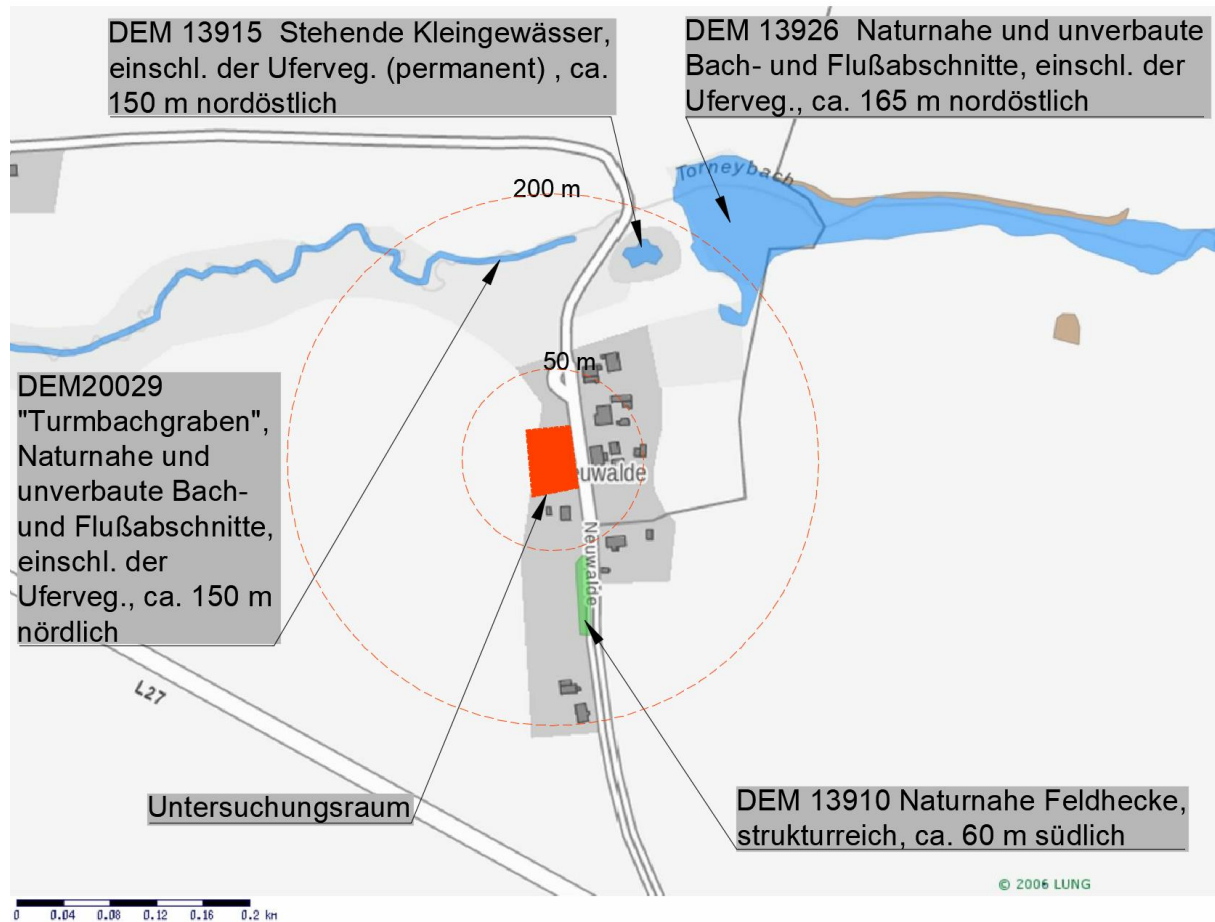 DEM 13915  Stehende Kleingewässer,
einschl. der Uferveg. (permanent) , ca.
150 m nordöstlich
DEM 13926  Naturnahe und unverbaute
Bach- und Flußabschnitte, einschl. der
Uferveg., ca. 165 m nordöstlich
Torneybach
200 m
50 m
DEM20029
"Turmbachgraben",
Naturnahe und
unverbaute Bach-
und Flußabschnitte,
einschl. der
Uferveg., ca. 150 m
nördlich
euwalde
Neuwalde
L27
Untersuchungsraum
DEM 13910 Naturnahe Feldhecke,
strukturreich, ca. 60 m südlich
© 2006 LUNG
0 0.04 0.08 0.12 0.16 0.2 km